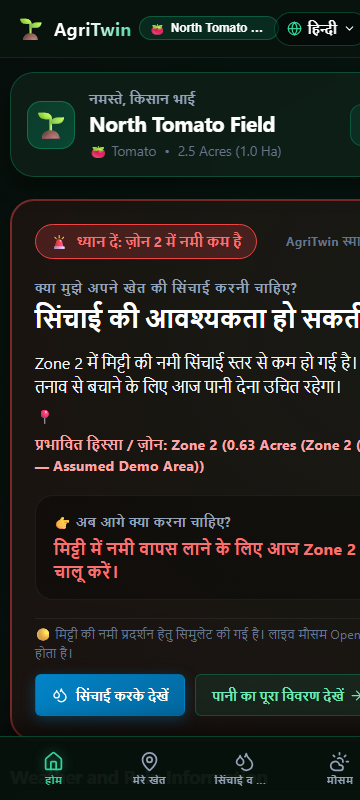 AgriTwin
North Tomato ...
हिन्दी
नमस्ते, किसान भाई
North Tomato Field
Tomato • 2.5 Acres (1.0 Ha)
ध्यान दें: ज़ोन 2 में नमी कम है
AgriTwin स्मा
क्या मुझे अपने खेत की सिंचाई करनी चाहिए?
सिंचाई की आवश्यकता हो सकती
Zone 2 में मिट्टी की नमी सिंचाई स्तर से कम हो गई है।
तनाव से बचाने के लिए आज पानी देना उचित रहेगा।
प्रभावित हिस्सा / ज़ोन: Zone 2 (0.63 Acres (Zone 2 (
— Assumed Demo Area))
अब आगे क्या करना चाहिए?
मिट्टी में नमी वापस लाने के लिए आज Zone 2
चालू करें।
मिट्टी की नमी प्रदर्शन हेतु सिमुलेट की गई है। लाइव मौसम Open
होता है।
सिंचाई करके देखें
पानी का पूरा विवरण देखें →
होम
मेरे खेत
सिंचाई व ...
मौसम